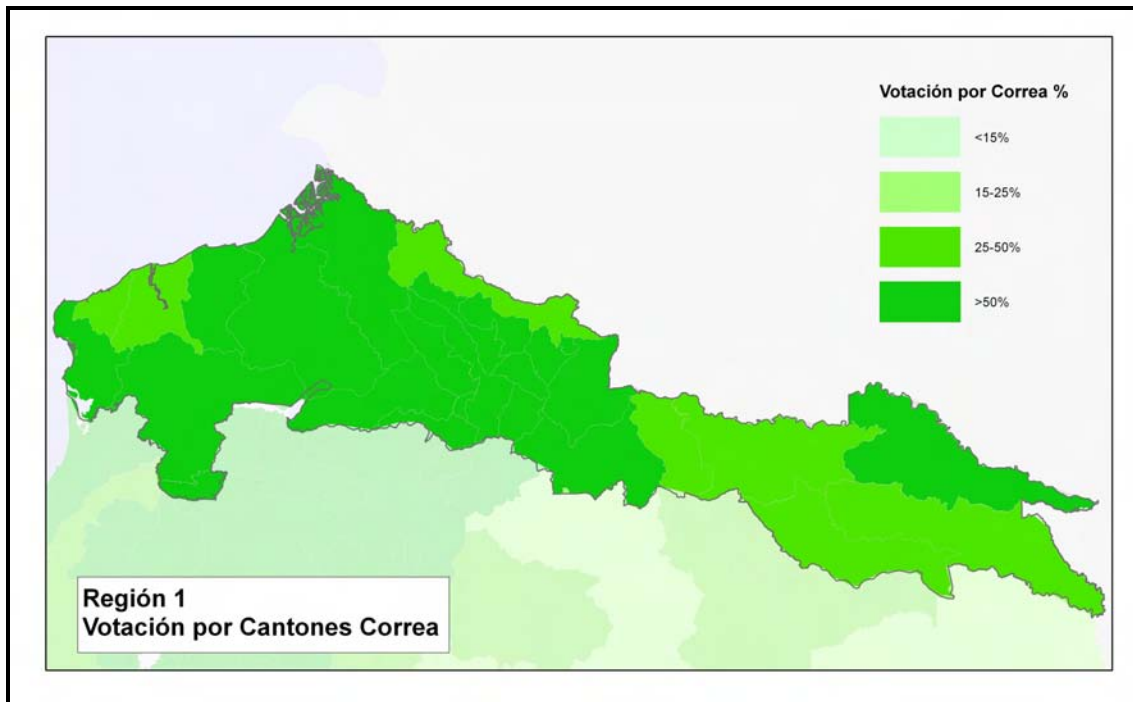 Votación por Correa %
<15%
15-25%
25-50%
>50%
Región 1
Votación por Cantones Correa